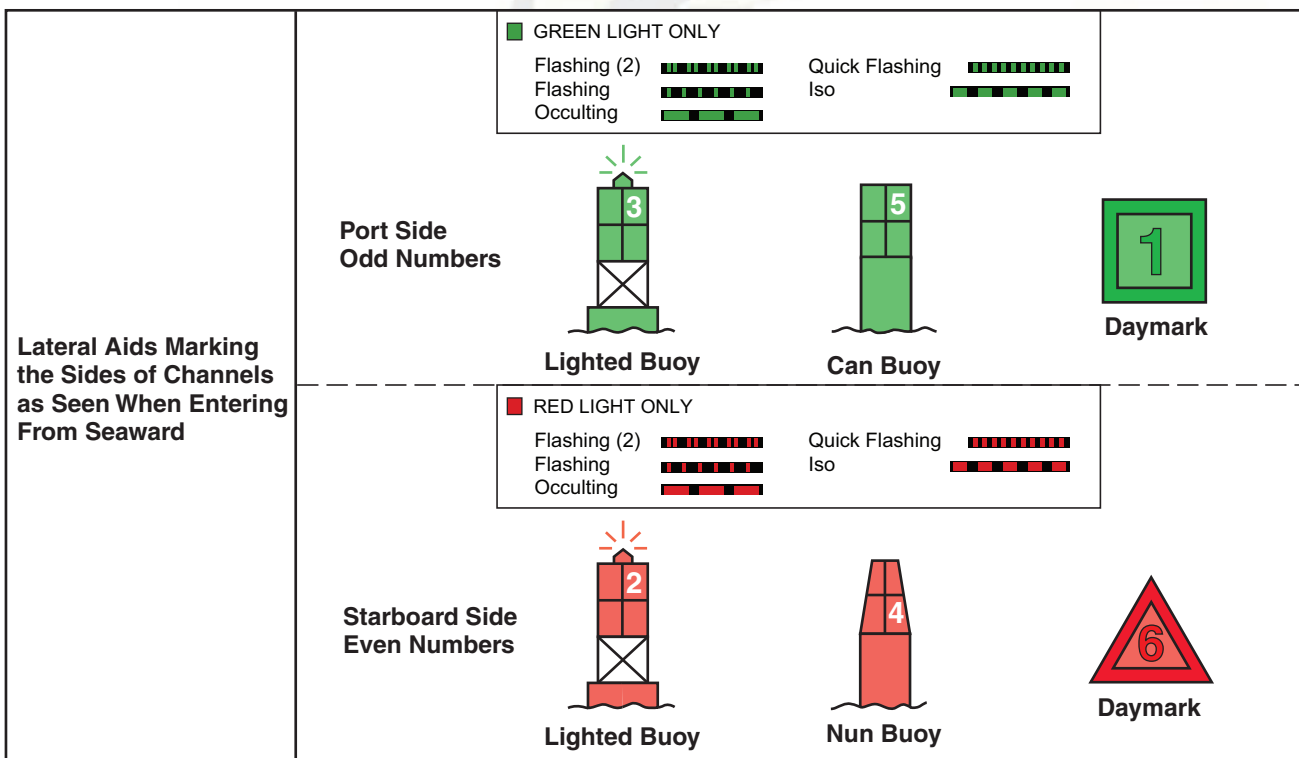 Lateral Aids Marking
the Sides of Channels
as Seen When Entering
From Seaward
GREEN LIGHT ONLY
Flashing (2)
Quick Flashing
Flashing
Iso
Occulting
Port Side
Odd Numbers
3
5
1
Lighted Buoy
Can Buoy
Daymark
RED LIGHT ONLY
Flashing (2)
Quick Flashing
Flashing
Iso
Occulting
Starboard Side
Even Numbers
2
4
6
Lighted Buoy
Nun Buoy
Daymark